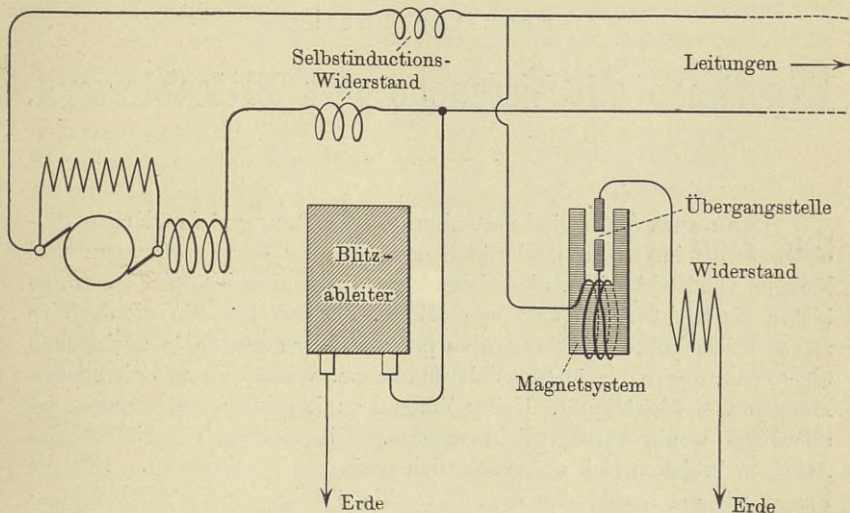 Selbstinductions-
Widerstand
Leitungen
Übergangsstelle
Blitz-
ableiter
Widerstand
Magnetsystem
Erde
Erde